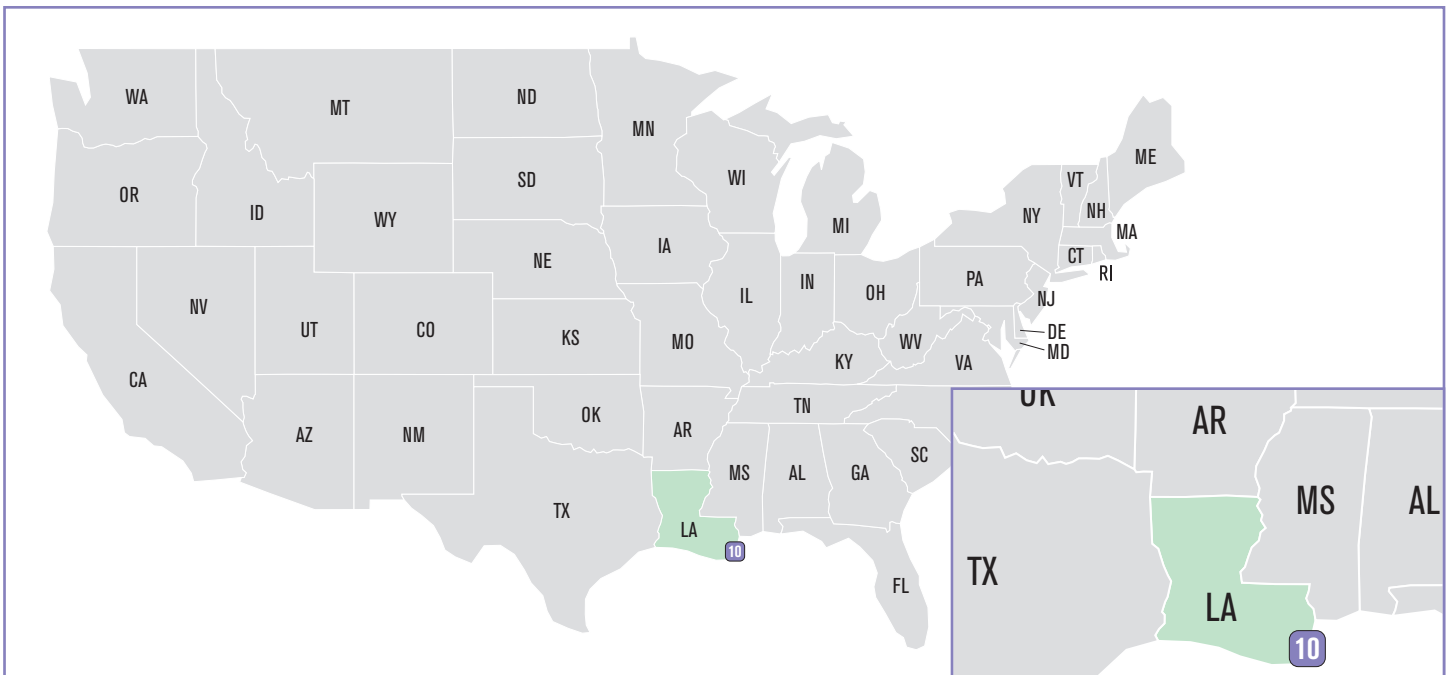 WA
MT
ND
MN
ME
OR
ID
WY
SD
WI
VT
NH
NY
MI
MA
NV
NE
IA
CT
RI
UT
CO
IL
IN
OH
PA
NJ
KS
MO
WV
DE
KY
VA
MD
CA
AZ
NM
OK
AR
TN
SC
MS
AL
GA
TX
LA
10
FL
OK
AR
MS
AL
TX
LA
10